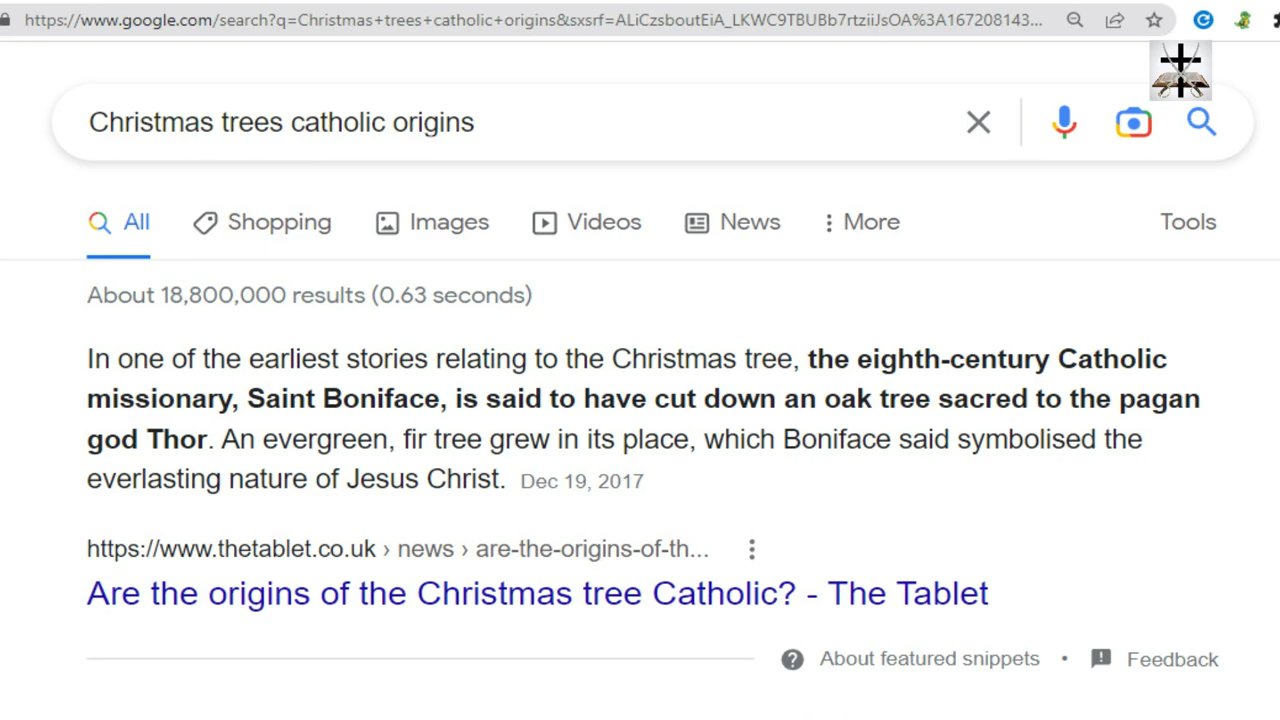 https://www.google.com/search?q=Christmas+trees+catholic+origins&sxsrf=ALiCzsboutEiA_LKWC9TBUBb7rtziiJsOA%3A167208143...
Christmas trees catholic origins
All Shopping Images Videos News More Tools
About 18,800,000 results (0.63 seconds)
In one of the earliest stories relating to the Christmas tree, the eighth-century Catholic
missionary, Saint Boniface, is said to have cut down an oak tree sacred to the pagan
god Thor. An evergreen, fir tree grew in its place, which Boniface said symbolised the
everlasting nature of Jesus Christ. Dec 19, 2017
https://www.thetablet.co.uk › news › are-the-origins-of-th...
Are the origins of the Christmas tree Catholic? - The Tablet
About featured snippets • Feedback